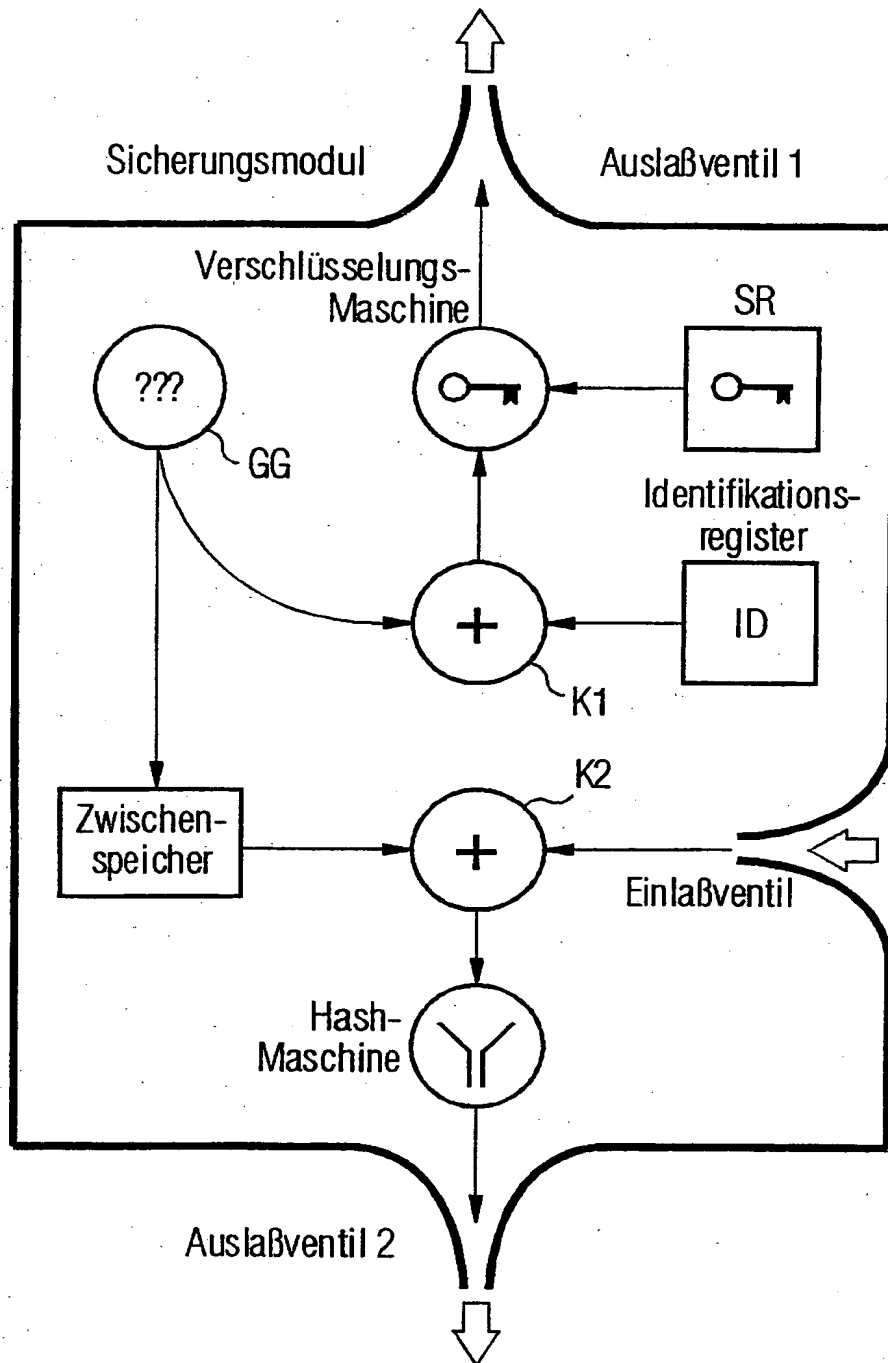 Sicherungsmodul
Auslaßventil 1
Verschlüsselungs-
Maschine
SR
???
GG
Identifikations-
register
ID
K1
K2
Zwischen-
speicher
Einlaßventil
Hash-
Maschine
Auslaßventil 2